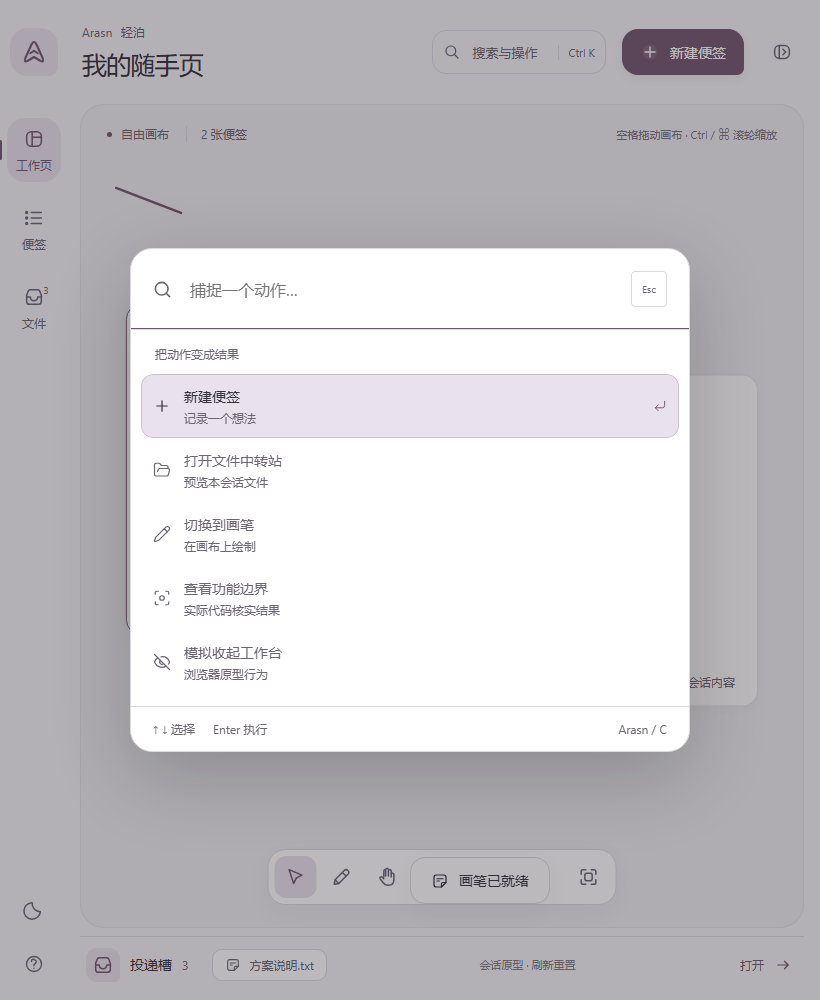 Arasn 轻泊
我的随手页
搜索与操作
Ctrl K
新建便签
工作页
便签
3
文件
自由画布
2 张便签
空格拖动画布 · Ctrl / ⌘ 滚轮缩放
捕捉一个动作...
Esc
把动作变成结果
新建便签
记录一个想法
打开文件中转站
预览本会话文件
切换到画笔
在画布上绘制
查看功能边界
实际代码核实结果
模拟收起工作台
浏览器原型行为
会话内容
↑↓ 选择
Enter 执行
Arasn / C
画笔已就绪
投递槽 3
方案说明.txt
会话原型 · 刷新重置
打开